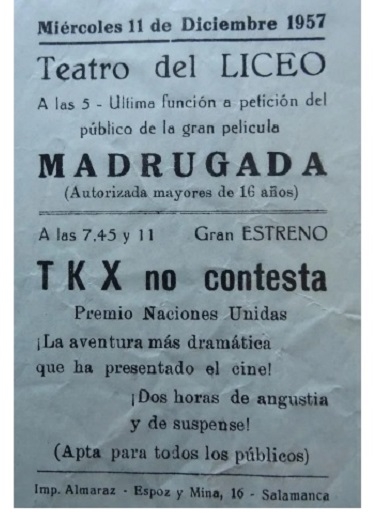 Miércoles 11 de Diciembre 1957
Teatro del LICEO
A las 5 - Ultima función a petición del
público de la gran pelicula
MADRUGADA
(Autorizada mayores de 16 años)
A las 7,45 y 11 Gran ESTRENO
TKX no contesta
Premio Naciones Unidas
¡La aventura más dramática
que ha presentado el cine!
¡Dos horas de angustia
y de suspense!
(Apta para todos los públicos)
Imp. Almaraz - Espoz y Mina, 16 - Salamanca